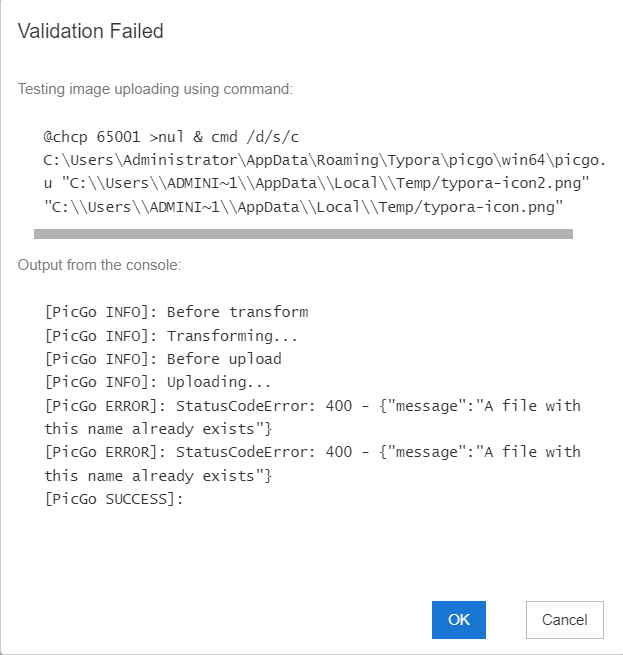 Validation Failed
Testing image uploading using command:
@chcp 65001 >nul & cmd /d/s/c
C:\Users\Administrator\AppData\Roaming\Typora\picgo\win64\picgo.
u "C:\\Users\\ADMINI~1\\AppData\\Local\\Temp/typora-icon2.png"
"C:\\Users\\ADMINI~1\\AppData\\Local\\Temp/typora-icon.png"
Output from the console:
[PicGo INFO]: Before transform
[PicGo INFO]: Transforming...
[PicGo INFO]: Before upload
[PicGo INFO]: Uploading...
[PicGo ERROR]: StatusCodeError: 400 - {"message":"A file with
this name already exists"}
[PicGo ERROR]: StatusCodeError: 400 - {"message":"A file with
this name already exists"}
[PicGo SUCCESS]:
OK Cancel